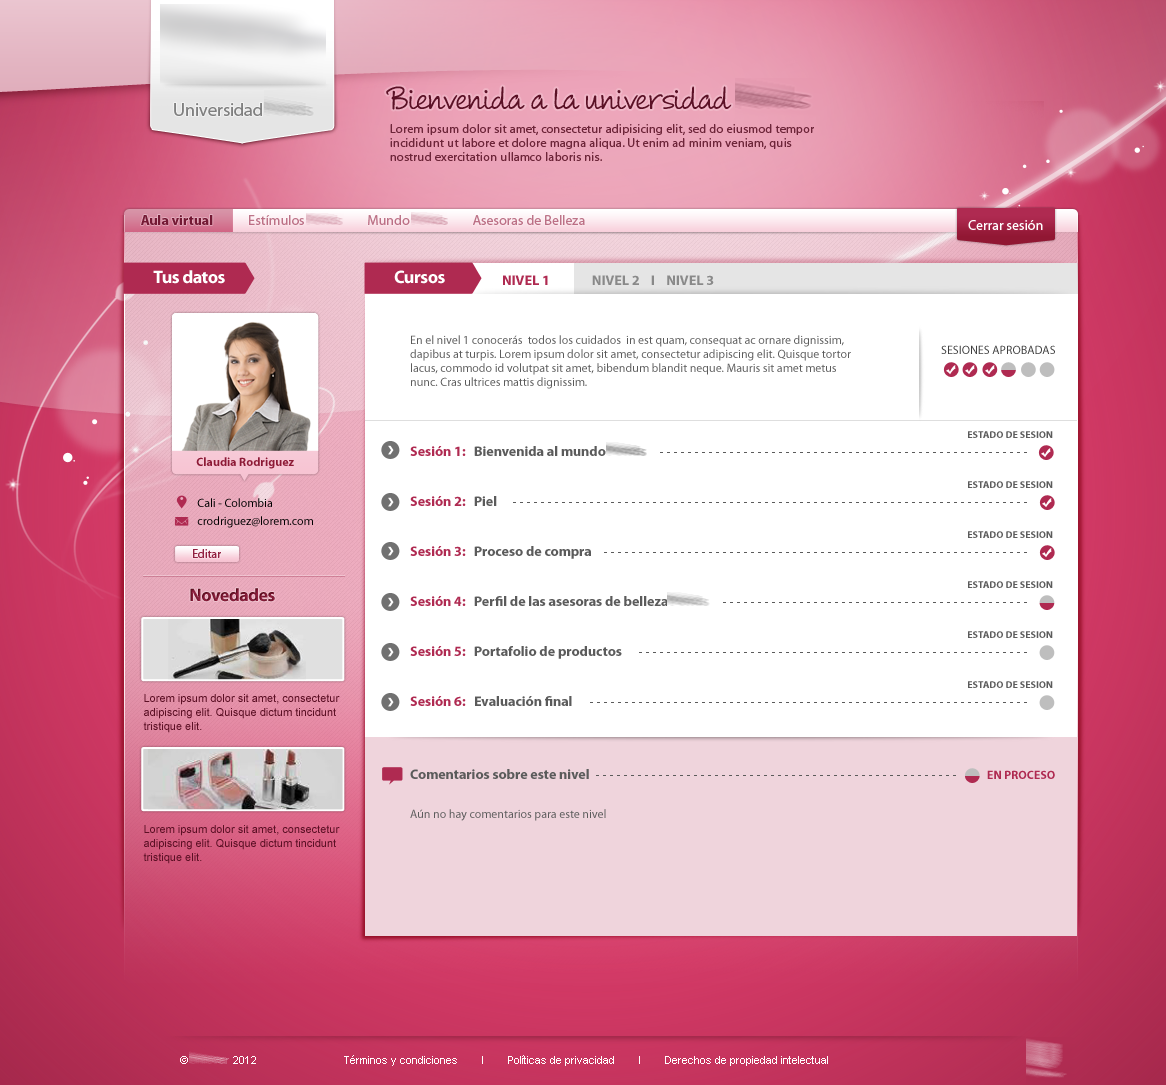 Universidad
Bienvenida a la universidad
Lorem ipsum dolor sit amet, consectetur adipisicing elit, sed do eiusmod tempor
incididunt ut labore et dolore magna aliqua. Ut enim ad minim veniam, quis
nostrud exercitation ullamco laboris nis.
Aula virtual
Estímulos
Mundo
Asesoras de Belleza
Cerrar sesión
Tus datos
Claudia Rodriguez
Cali - Colombia
crodriguez@lorem.com
Editar
Novedades
Lorem ipsum dolor sit amet, consectetur
adipiscing elit. Quisque dictum tincidunt
tristique elit.
Lorem ipsum dolor sit amet, consectetur
adipiscing elit. Quisque dictum tincidunt
tristique elit.
Cursos
NIVEL 1
NIVEL 2 I NIVEL 3
En el nivel 1 conocerás todos los cuidados in est quam, consequat ac ornare dignissim,
dapibus at turpis. Lorem ipsum dolor sit amet, consectetur adipiscing elit. Quisque tortor
lacus, commodo id volutpat sit amet, bibendum blandit neque. Mauris sit amet metus
nunc. Cras ultrices mattis dignissim.
SESIONES APROBADAS
ESTADO DE SESION
Sesión 1: Bienvenida al mundo
ESTADO DE SESION
Sesión 2: Piel
ESTADO DE SESION
Sesión 3: Proceso de compra
ESTADO DE SESION
Sesión 4: Perfil de las asesoras de belleza
ESTADO DE SESION
Sesión 5: Portafolio de productos
ESTADO DE SESION
Sesión 6: Evaluación final
Comentarios sobre este nivel
EN PROCESO
Aún no hay comentarios para este nivel
© 2012
Términos y condiciones I Políticas de privacidad I Derechos de propiedad intelectual